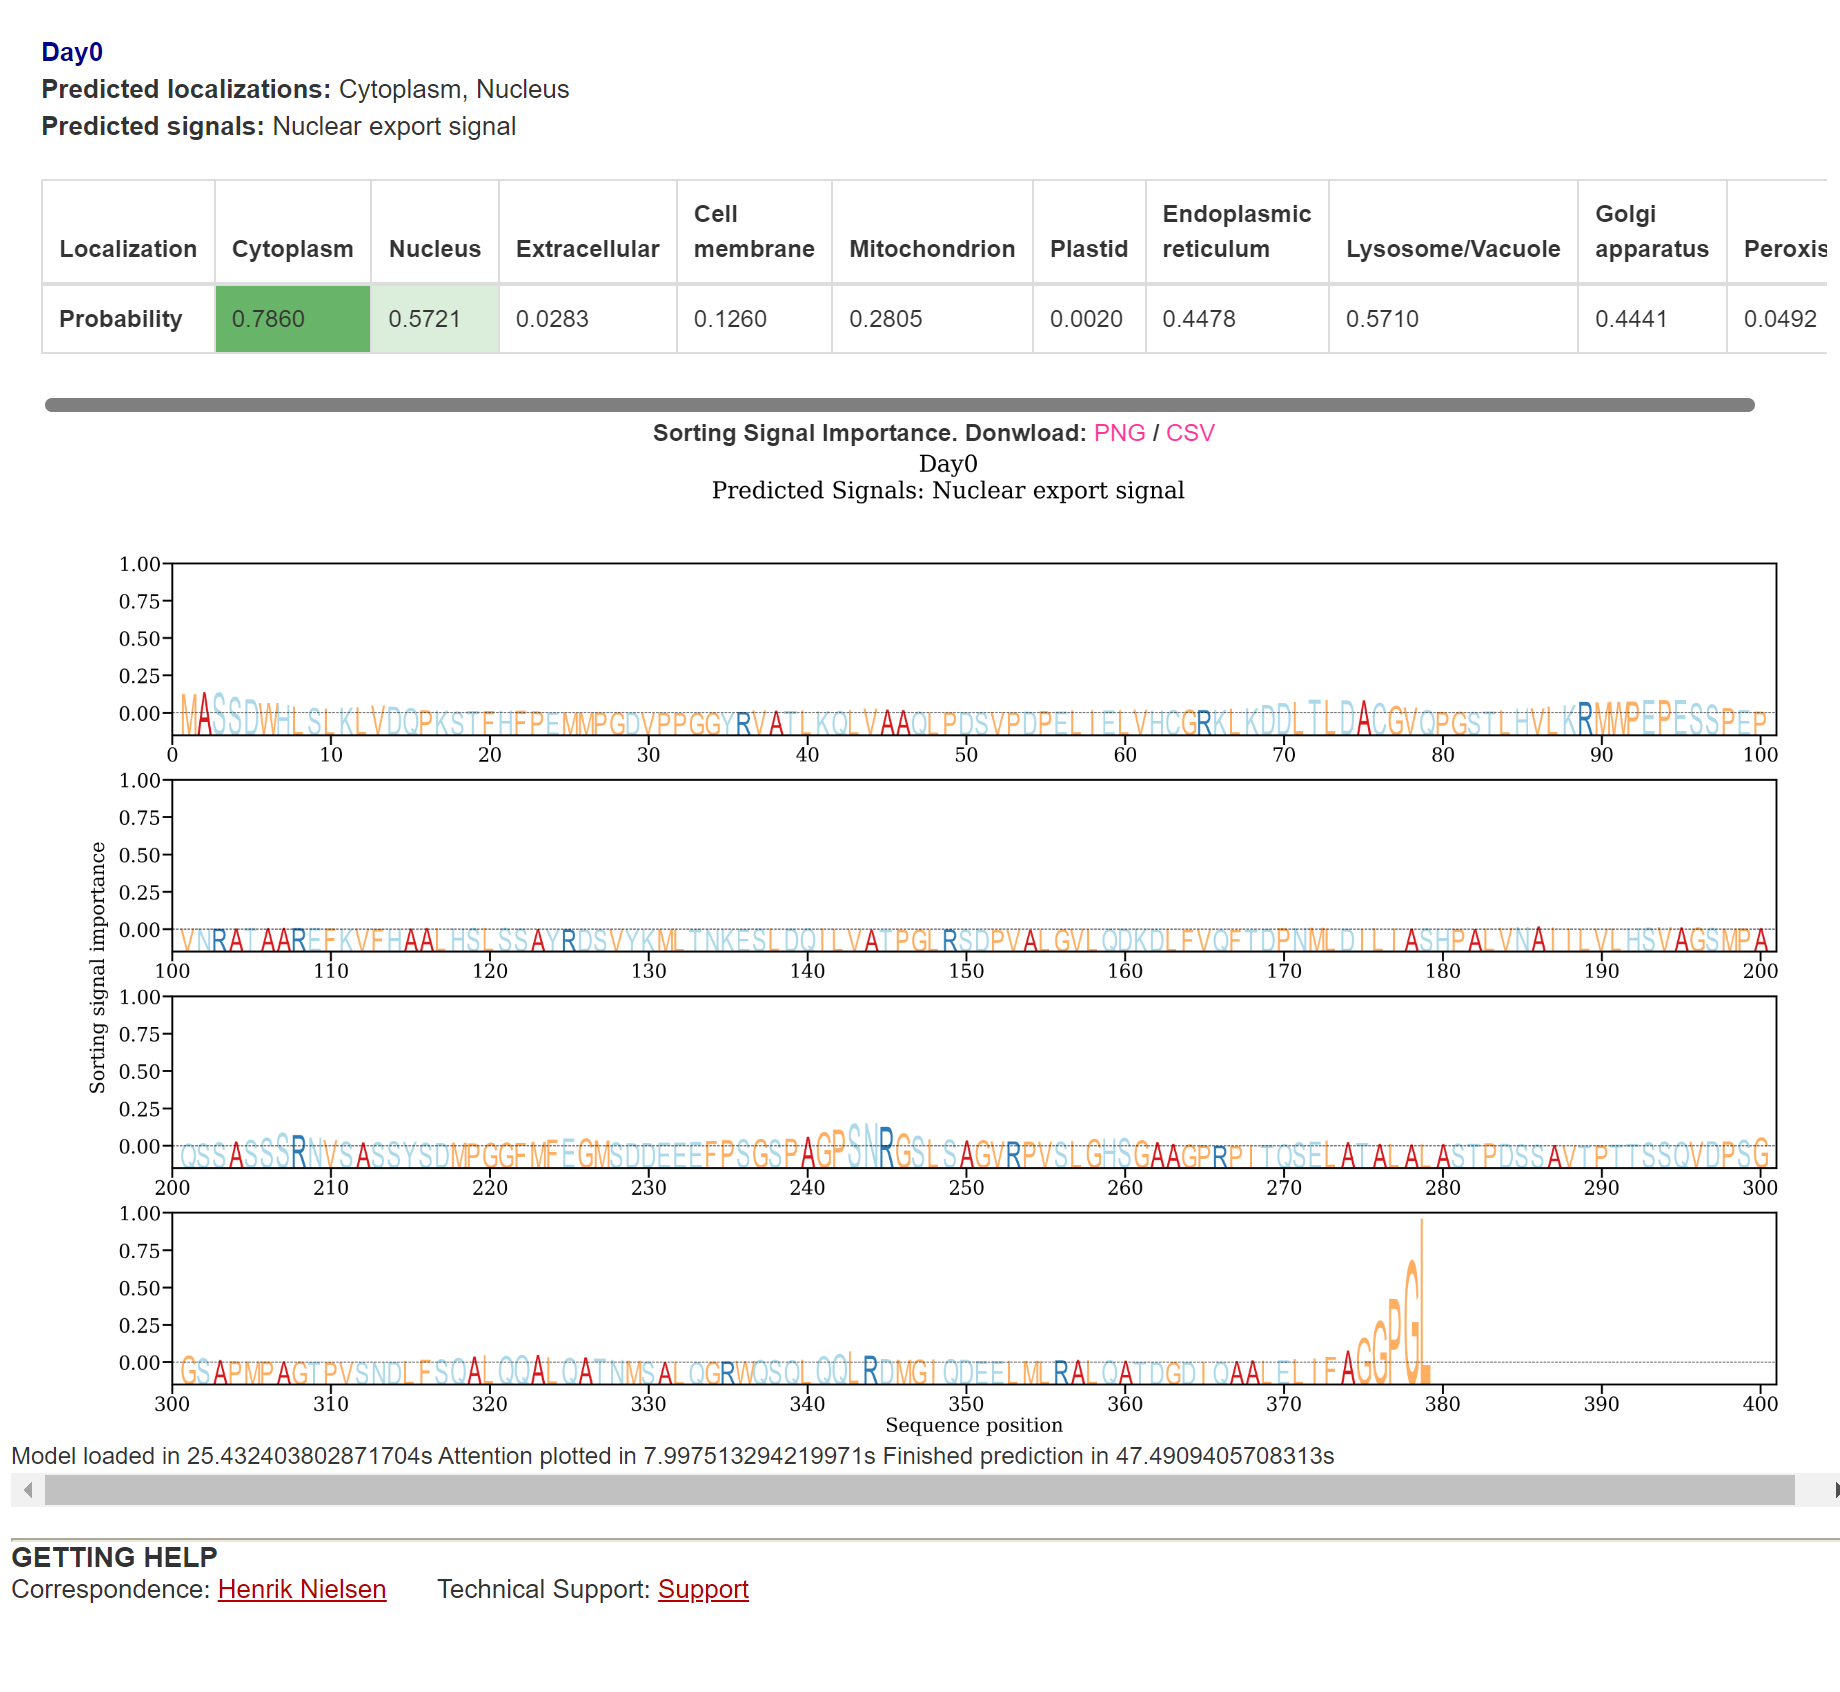 Day0
Predicted localizations: Cytoplasm, Nucleus
Predicted signals: Nuclear export signal
Localization Cytoplasm Nucleus Extracellular Cell membrane Mitochondrion Plastid Endoplasmic reticulum Lysosome/Vacuole Golgi apparatus Peroxis
Probability 0.7860 0.5721 0.0283 0.1260 0.2805 0.0020 0.4478 0.5710 0.4441 0.0492
Sorting Signal Importance. Donwload: PNG / CSV
Day0
Predicted Signals: Nuclear export signal
Sorting signal importance
1.00
0.75
0.50
0.25
0.00
0 10 20 30 40 50 60 70 80 90 100
1.00
0.75
0.50
0.25
0.00
100 110 120 130 140 150 160 170 180 190 200
1.00
0.75
0.50
0.25
0.00
200 210 220 230 240 250 260 270 280 290 300
1.00
0.75
0.50
0.25
0.00
300 310 320 330 340 350 360 370 380 390 400
Sequence position
Model loaded in 25.432403802871704s Attention plotted in 7.997513294219971s Finished prediction in 47.4909405708313s
GETTING HELP
Correspondence: Henrik Nielsen Technical Support: Support